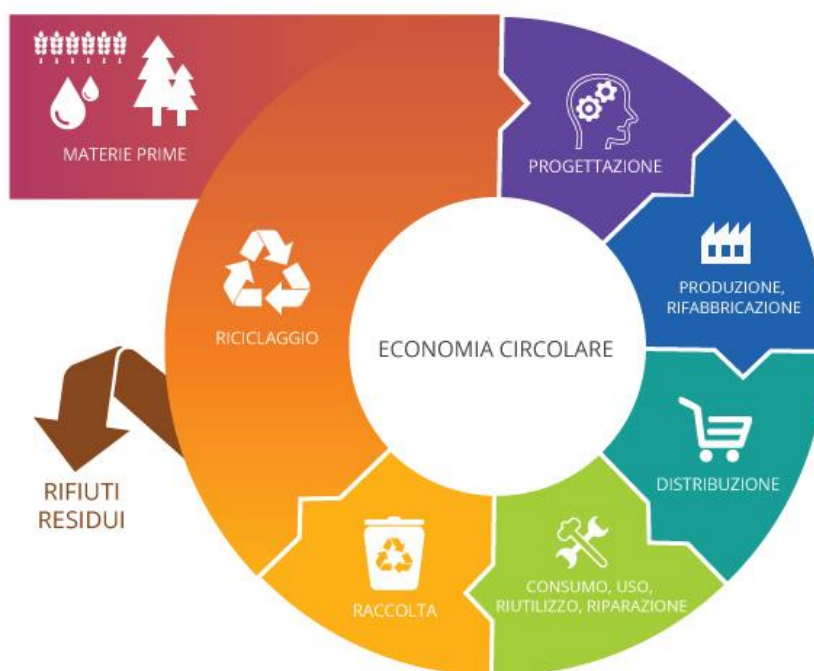 MATERIE PRIME
PROGETTAZIONE
PRODUZIONE,
RIFABBRICAZIONE
RICICLAGGIO
ECONOMIA CIRCOLARE
DISTRIBUZIONE
RIFIUTI
RESIDUI
CONSUMO, USO,
RIUTILIZZO, RIPARAZIONE
RACCOLTA